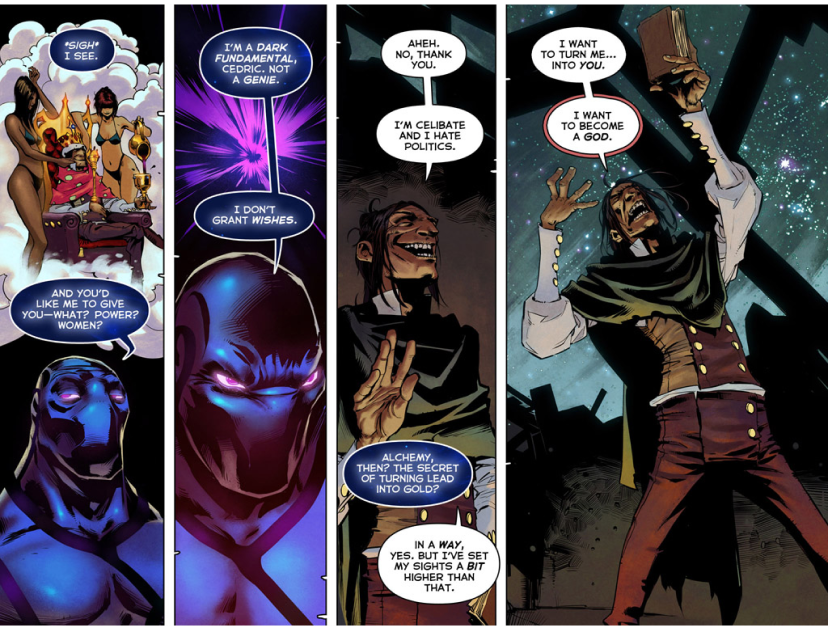 *SIGH*
I SEE.
AND YOU'D
LIKE ME TO GIVE
YOU—WHAT? POWER?
WOMEN?
I'M A DARK
FUNDAMENTAL,
CEDRIC. NOT
A GENIE.
I DON'T
GRANT WISHES.
AHEH.
NO, THANK
YOU.
I'M CELIBATE
AND I HATE
POLITICS.
ALCHEMY,
THEN? THE SECRET
OF TURNING LEAD
INTO GOLD?
IN A WAY,
YES. BUT I'VE SET
MY SIGHTS A BIT
HIGHER THAN
THAT.
I WANT
TO TURN ME...
INTO YOU.
I WANT
TO BECOME
A GOD.